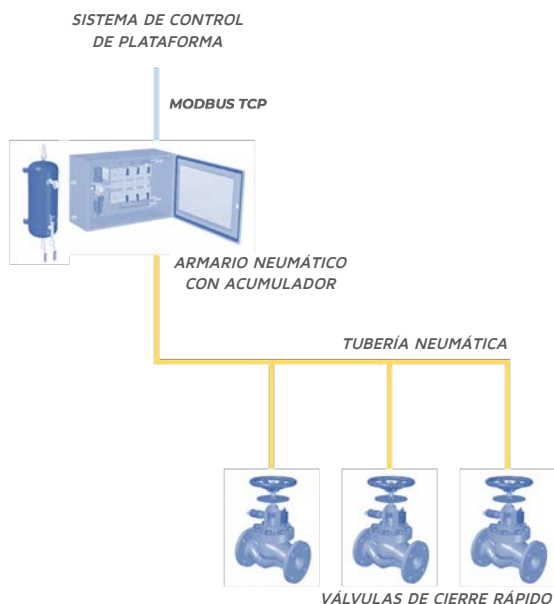 SISTEMA DE CONTROL
DE PLATAFORMA
MODBUS TCP
ARMARIO NEUMÁTICO
CON ACUMULADOR
TUBERÍA NEUMÁTICA
VÁLVULAS DE CIERRE RÁPIDO